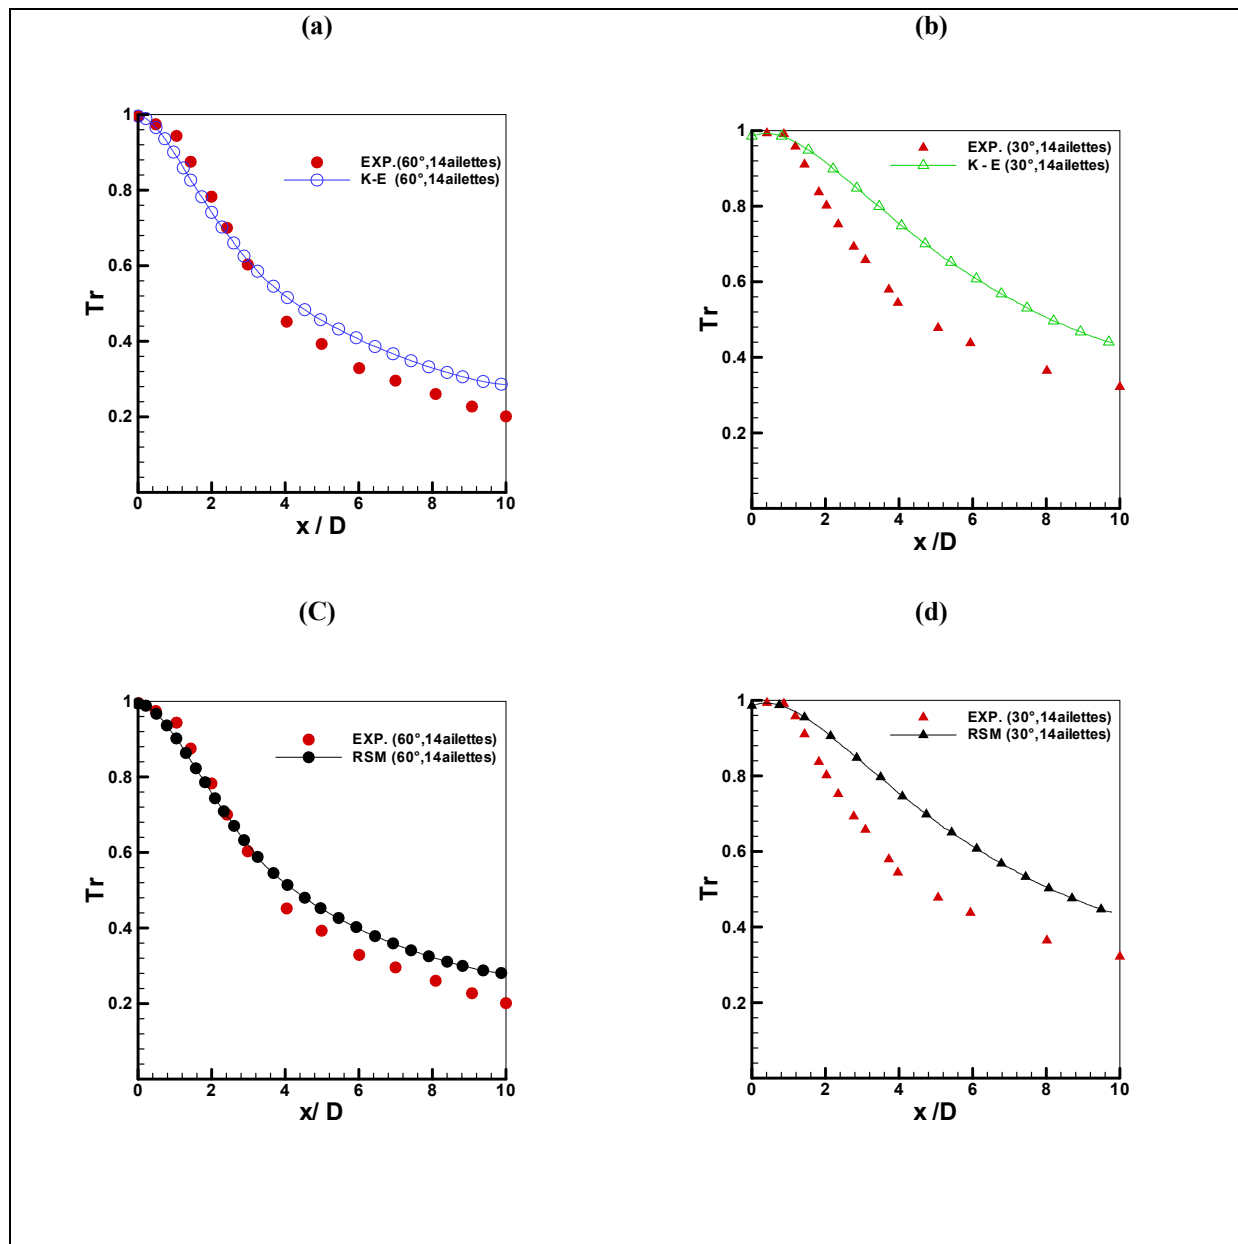 (a)
1
0.8
0.6
0.4
0.2
Tr
EXP.(60°,14ailettes)
K-E (60°,14ailettes)
0 2 4 6 8 10
x / D
(b)
1
0.8
0.6
0.4
0.2
Tr
EXP. (30°,14ailettes)
K - E (30°,14ailettes)
0 2 4 6 8 10
x /D
(C)
1
0.8
0.6
0.4
0.2
Tr
EXP. (60°,14ailettes)
RSM (60°,14ailettes)
0 2 4 6 8 10
x/ D
(d)
1
0.8
0.6
0.4
0.2
Tr
EXP. (30°,14ailettes)
RSM (30°,14ailettes)
0 2 4 6 8 10
x /D